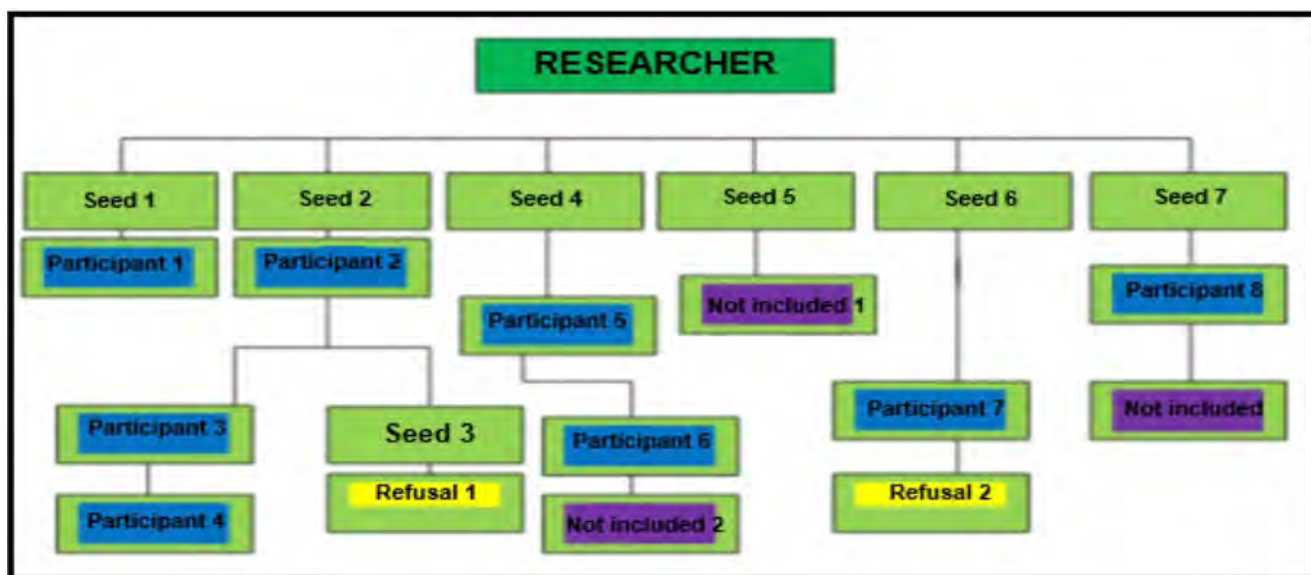 RESEARCHER
Seed 1
Seed 2
Seed 4
Seed 5
Seed 6
Seed 7
Participant 1
Participant 2
Participant 8
Not included 1
Participant 5
Participant 3
Seed 3
Participant 6
Participant 7
Not included
Participant 4
Refusal 1
Not included 2
Refusal 2